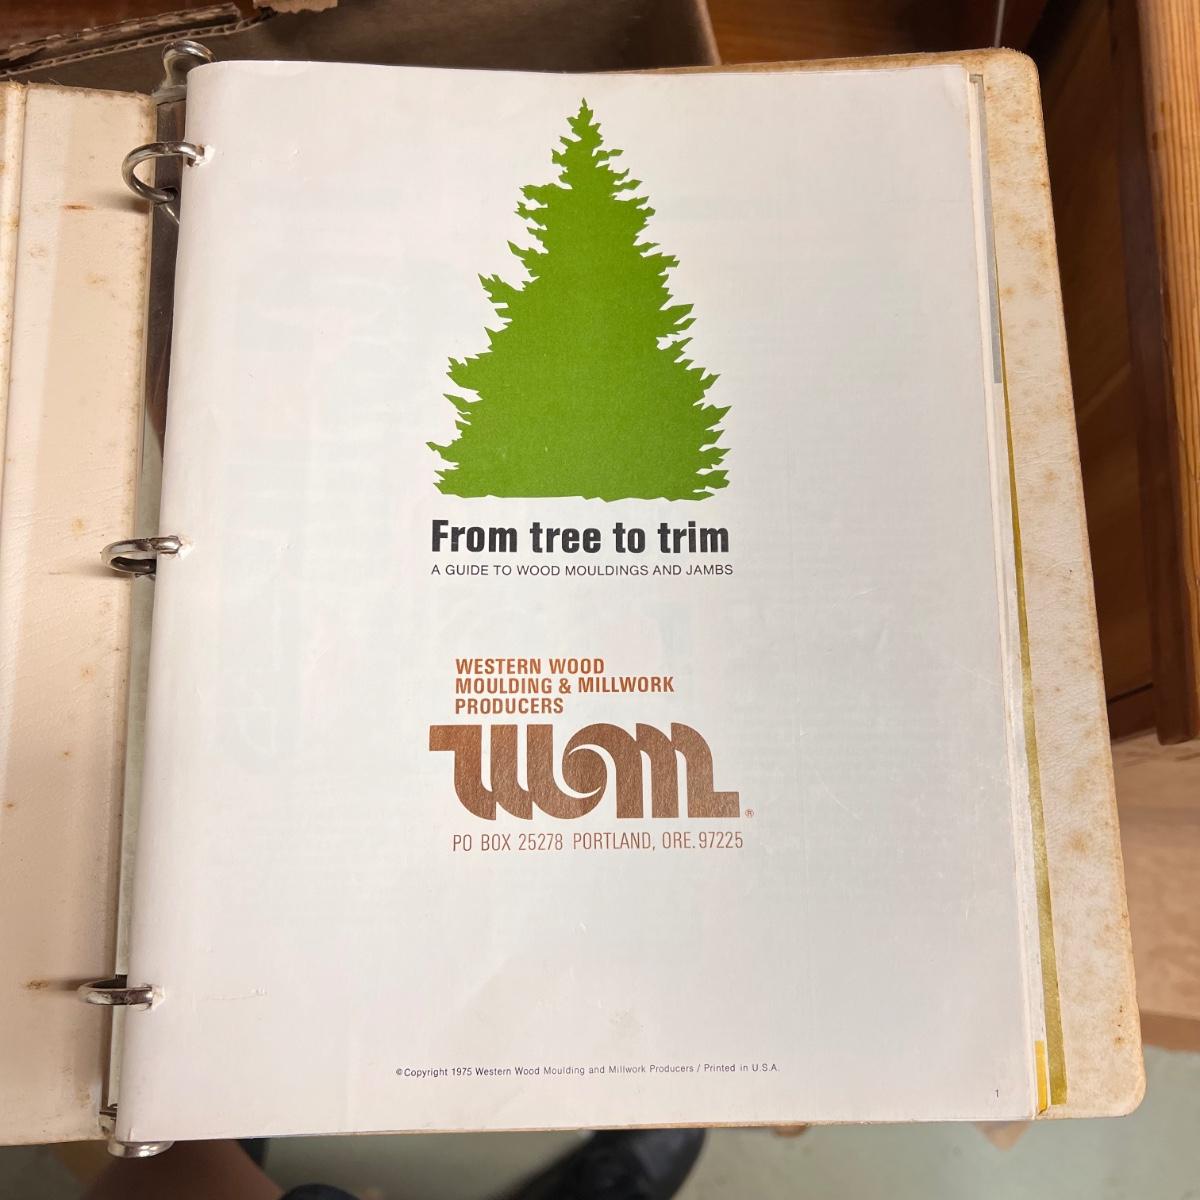 From tree to trim
A GUIDE TO WOOD MOULDINGS AND JAMBS
WESTERN WOOD
MOULDING & MILLWORK
PRODUCERS
WM®
PO BOX 25278 PORTLAND, ORE. 97225
©Copyright 1975 Western Wood Moulding and Millwork Producers / Printed in U.S.A.
1